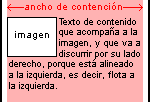 ancho de contención
imagen
Texto de contenido
que acompaña a la
imagen, y que va a
discurrir por su lado
derecho, porque está alineado
a la izquierda, es decir, flota a
la izquierda.